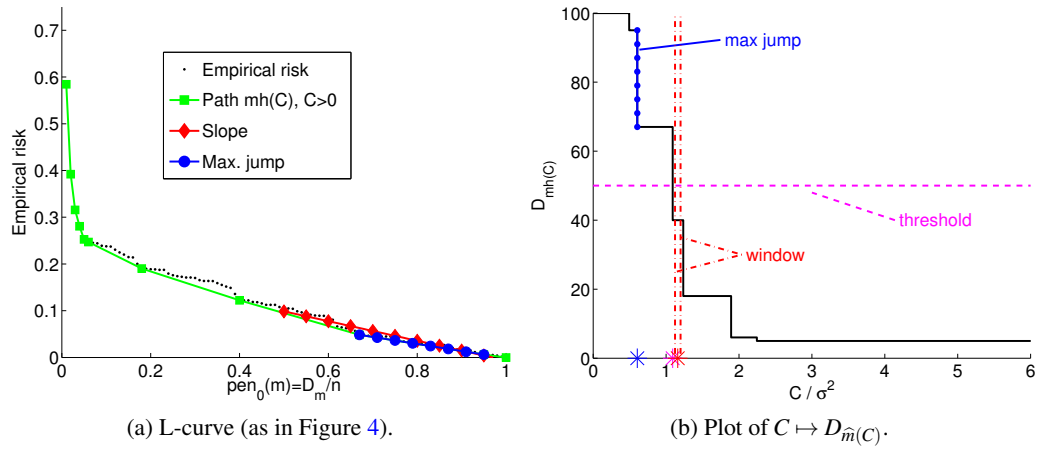 0.7
0.6
0.5
0.4
0.3
0.2
0.1
0
Empirical risk
Empirical risk
Path mh(C), C>0
Slope
Max. jump
0 0.2 0.4 0.6 0.8 1
pen₀(m)=Dₘ/n
(a) L-curve (as in Figure 4).
100
80
60
40
20
0
D_mh(C)
max jump
threshold
window
0 1 2 3 4 5 6
C / σ²
(b) Plot of C ↦ D_m̂(C).